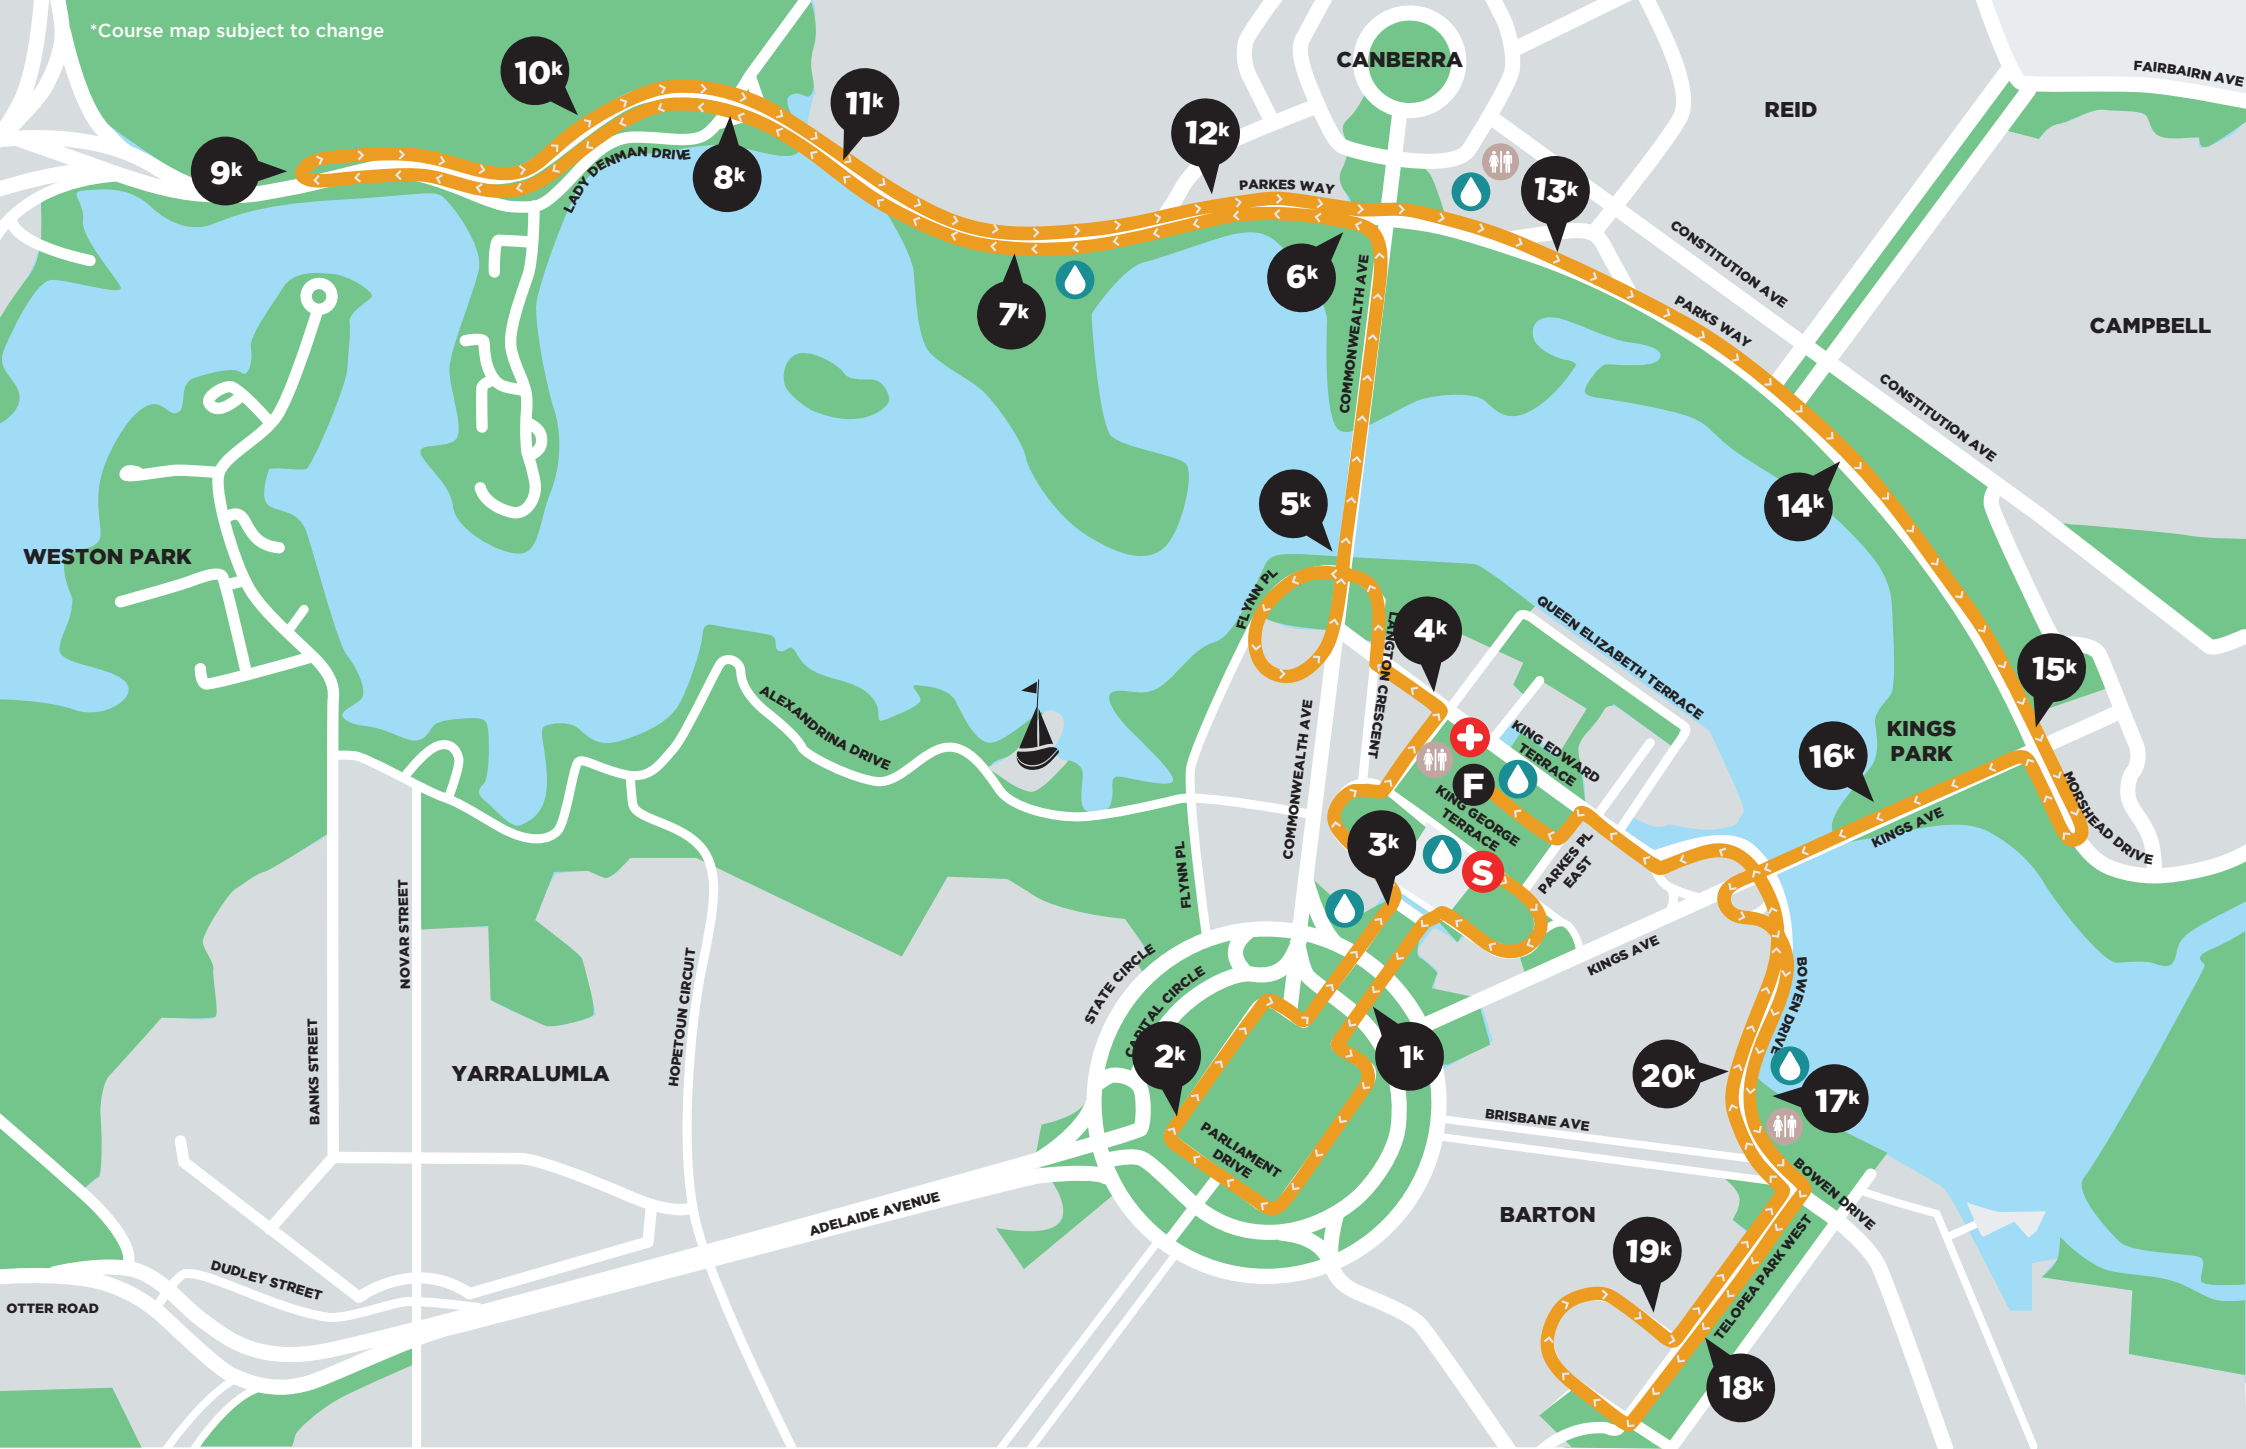 *Course map subject to change
CANBERRA
REID
FAIRBAIRN AVE
10k
11k
12k
9k
8k
LADY DENMAN DRIVE
PARKES WAY
13k
CONSTITUTION AVE
6k
7k
COMMONWEALTH AVE
PARKS WAY
CAMPBELL
CONSTITUTION AVE
5k
14k
WESTON PARK
FLYNN PL
LANGTON CRESCENT
4k
QUEEN ELIZABETH TERRACE
15k
ALEXANDRINA DRIVE
COMMONWEALTH AVE
KING EDWARD
TERRACE
F
16k
KINGS
PARK
KING GEORGE
TERRACE
3k
S
PARKES PL
EAST
KINGS AVE
MORSHEAD DRIVE
FLYNN PL
NOVAR STREET
HOPETOUN CIRCUIT
STATE CIRCLE
CAPITAL CIRCLE
KINGS AVE
BOWEN DRIVE
2k
1k
20k
17k
BANKS STREET
YARRALUMLA
PARLIAMENT
DRIVE
BRISBANE AVE
BOWEN DRIVE
ADELAIDE AVENUE
BARTON
TELOPEA PARK WEST
19k
DUDLEY STREET
OTTER ROAD
18k